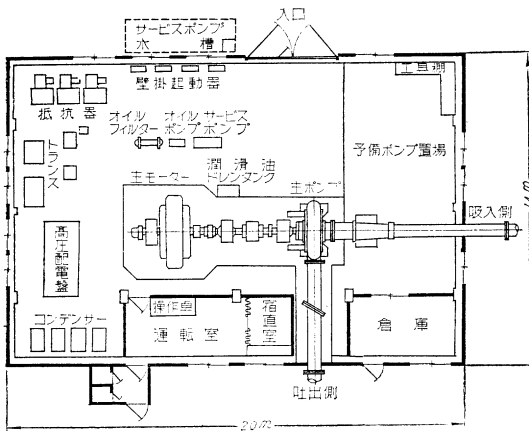 入口
サービスポンプ
水槽
壁掛起動器
工具棚
抵抗器
オイル
フィルター
オイル
ポンプ
サービス
ポンプ
トランス
予備ポンプ置場
潤滑油
ドレンタンク
主モーター
主ポンプ
吸入側
14m
高圧配電盤
操作盤
運転室
宿直室
倉庫
コンデンサー
吐出側
20m